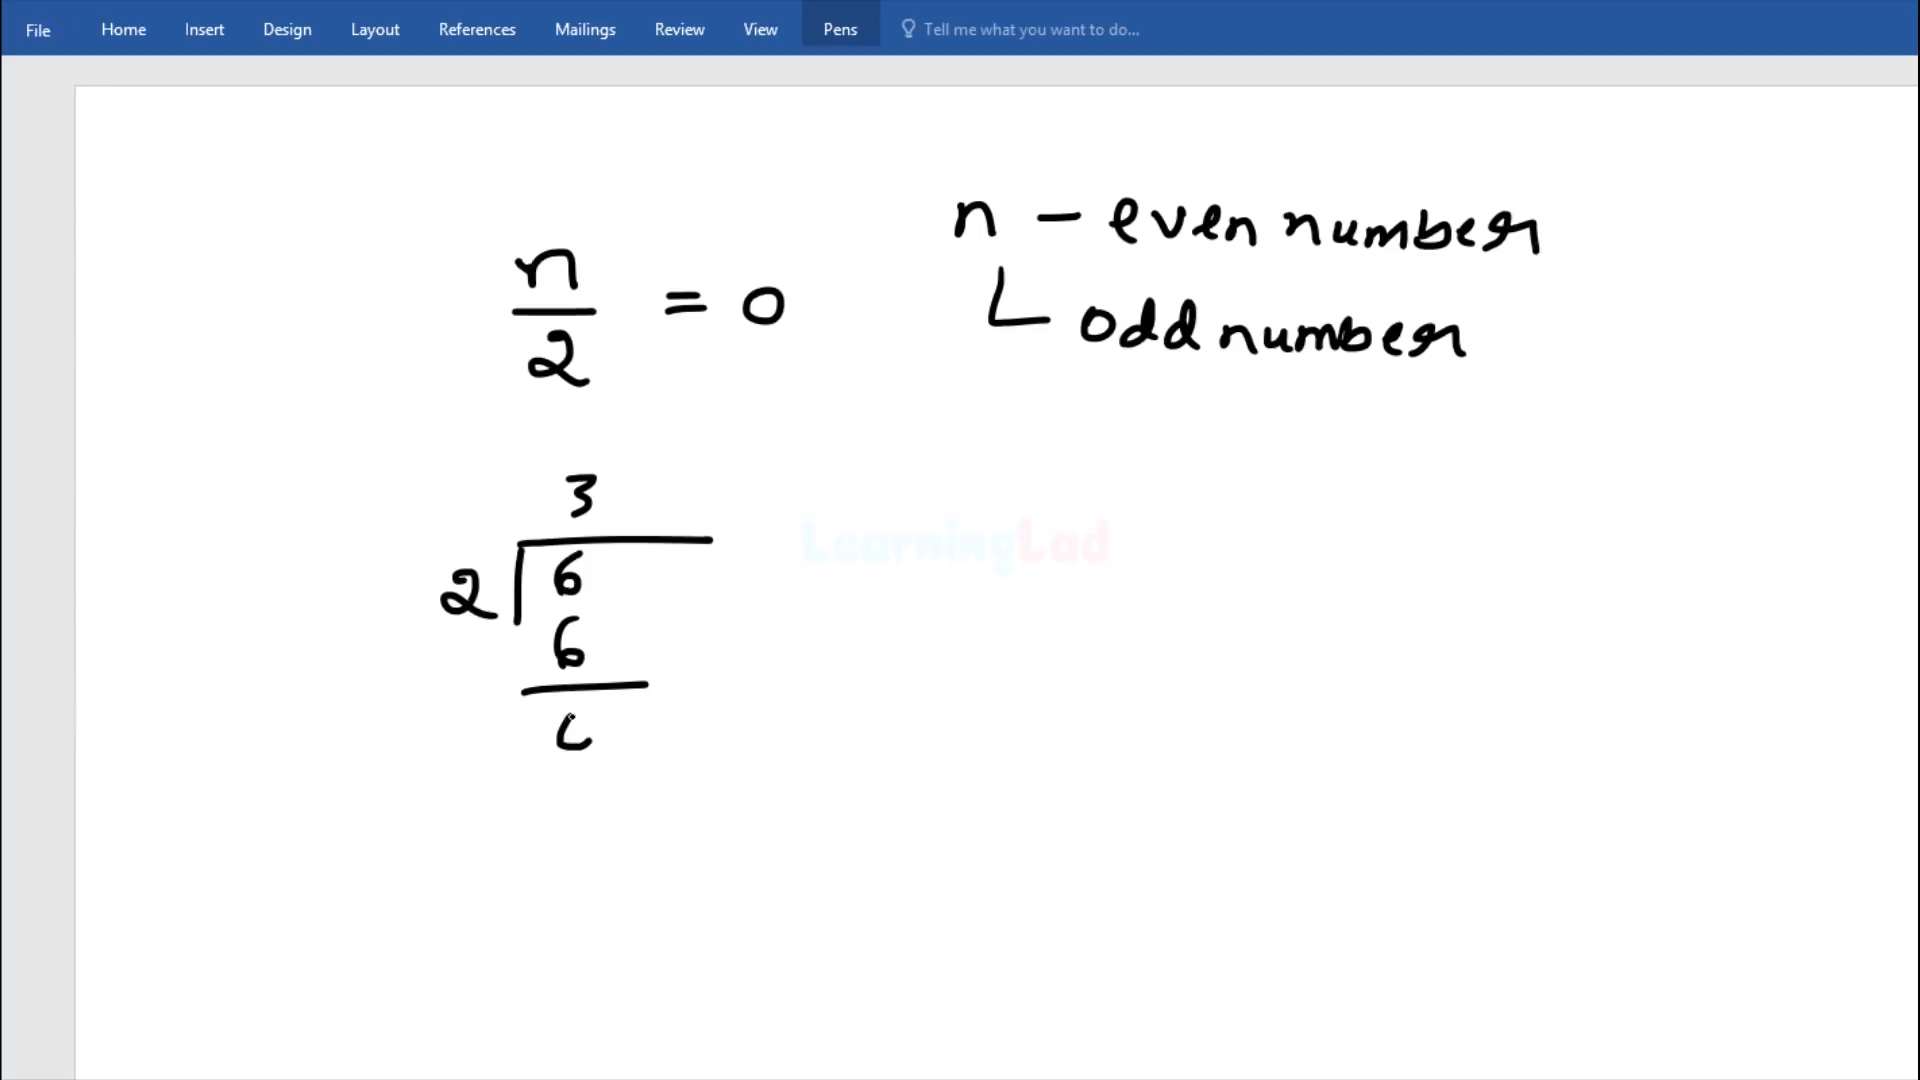 File Home Insert Design Layout References Mailings Review View Pens Tell me what you want to do...
n - even number
odd number
n
2
= 0
3
2 6
6
LearningLad